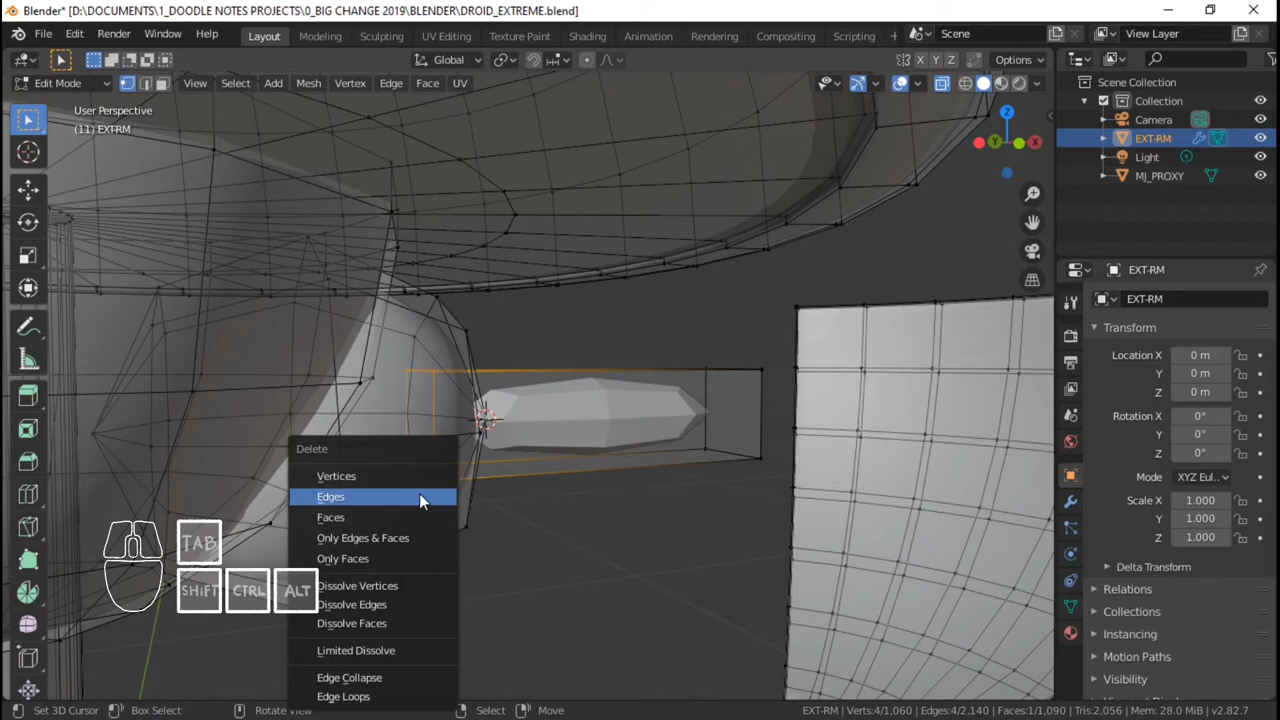 Blender* [D:\DOCUMENTS\1_DOODLE NOTES PROJECTS\0_BIG CHANGE 2019\BLENDER\DROID_EXTREME.blend]
File Edit Render Window Help Layout Modeling Sculpting UV Editing Texture Paint Shading Animation Rendering Compositing Scripting + Scene View Layer
Global X Y Z Options
Edit Mode View Select Add Mesh Vertex Edge Face UV
User Perspective
(11) EXT-RM
Z
Y
X
Scene Collection
Collection
Camera
EXT-RM
Light
MJ_PROXY
EXT-RM
EXT-RM
Transform
Location X 0 m
Y 0 m
Z 0 m
Rotation X 0°
Y 0°
Z 0°
Mode XYZ Eul..
Scale X 1.000
Y 1.000
Z 1.000
Delta Transform
Relations
Collections
Instancing
Motion Paths
Visibility
Delete
Vertices
Edges
Faces
Only Edges & Faces
Only Faces
Dissolve Vertices
Dissolve Edges
Dissolve Faces
Limited Dissolve
Edge Collapse
Edge Loops
TAB
SHIFT CTRL ALT
Set 3D Cursor Box Select Rotate View Select Move EXT-RM | Verts:4/1,060 | Edges:4/2,140 | Faces:1/1,090 | Tris:2,056 | Mem: 28.0 MiB | v2.82.7